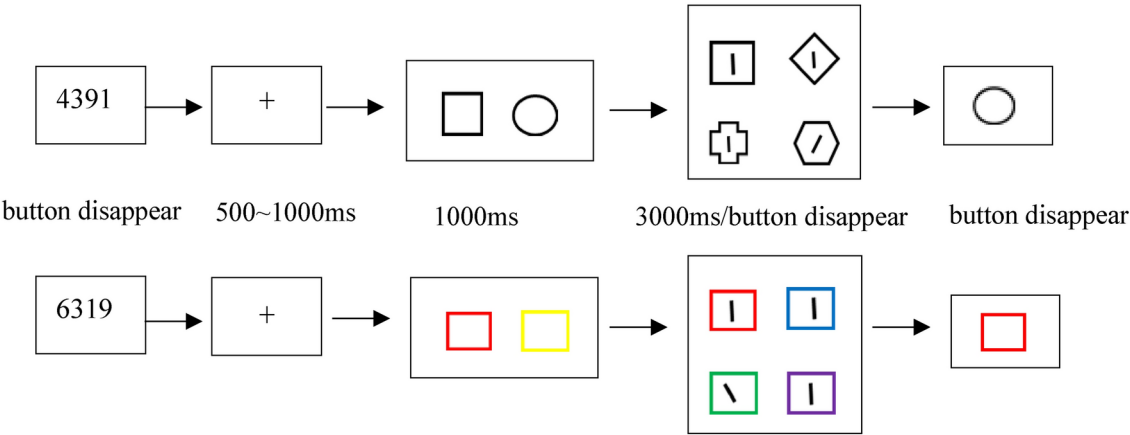 4391
+
button disappear
500~1000ms
1000ms
3000ms/button disappear
button disappear
6319
+